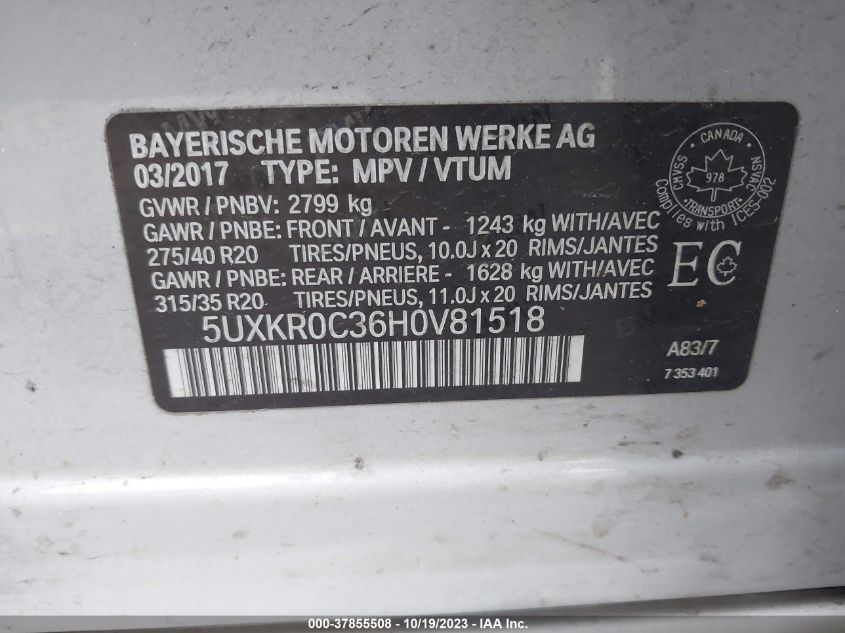 BAYERISCHE MOTOREN WERKE AG
03/2017 TYPE: MPV / VTUM
GVWR / PNBV: 2799 kg
GAWR / PNBE: FRONT / AVANT - 1243 kg WITH/AVEC
275/40 R20 TIRES/PNEUS, 10.0J x 20 RIMS/JANTES
GAWR / PNBE: REAR / ARRIERE - 1628 kg WITH/AVEC
315/35 R20 TIRES/PNEUS, 11.0J x 20 RIMS/JANTES
5UXKR0C36H0V81518
CANADA
CMVSS
NSVAC
978
TRANSPORT
Complies with ICES-002
EC
A83/7
7 353 401
000-37855508 - 10/19/2023 - IAA Inc.